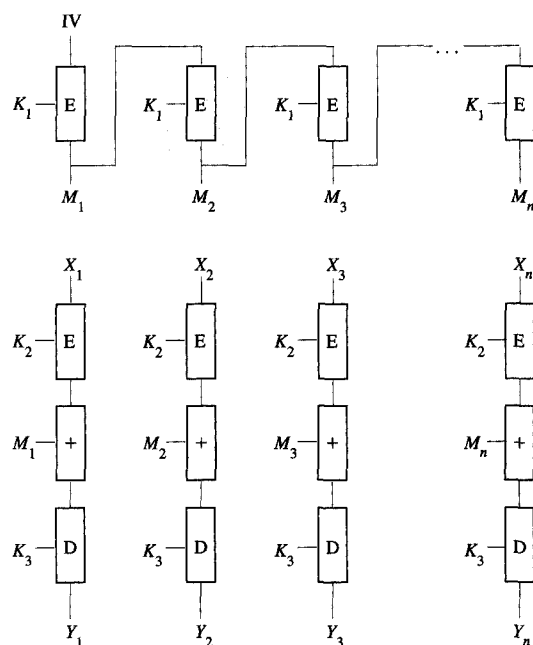 IV
K₁ E K₁ E K₁ E ... K₁ E
M₁ M₂ M₃ Mₙ
X₁ X₂ X₃ Xₙ
K₂ E K₂ E K₂ E K₂ E
M₁ + M₂ + M₃ + Mₙ +
K₃ D K₃ D K₃ D K₃ D
Y₁ Y₂ Y₃ Yₙ